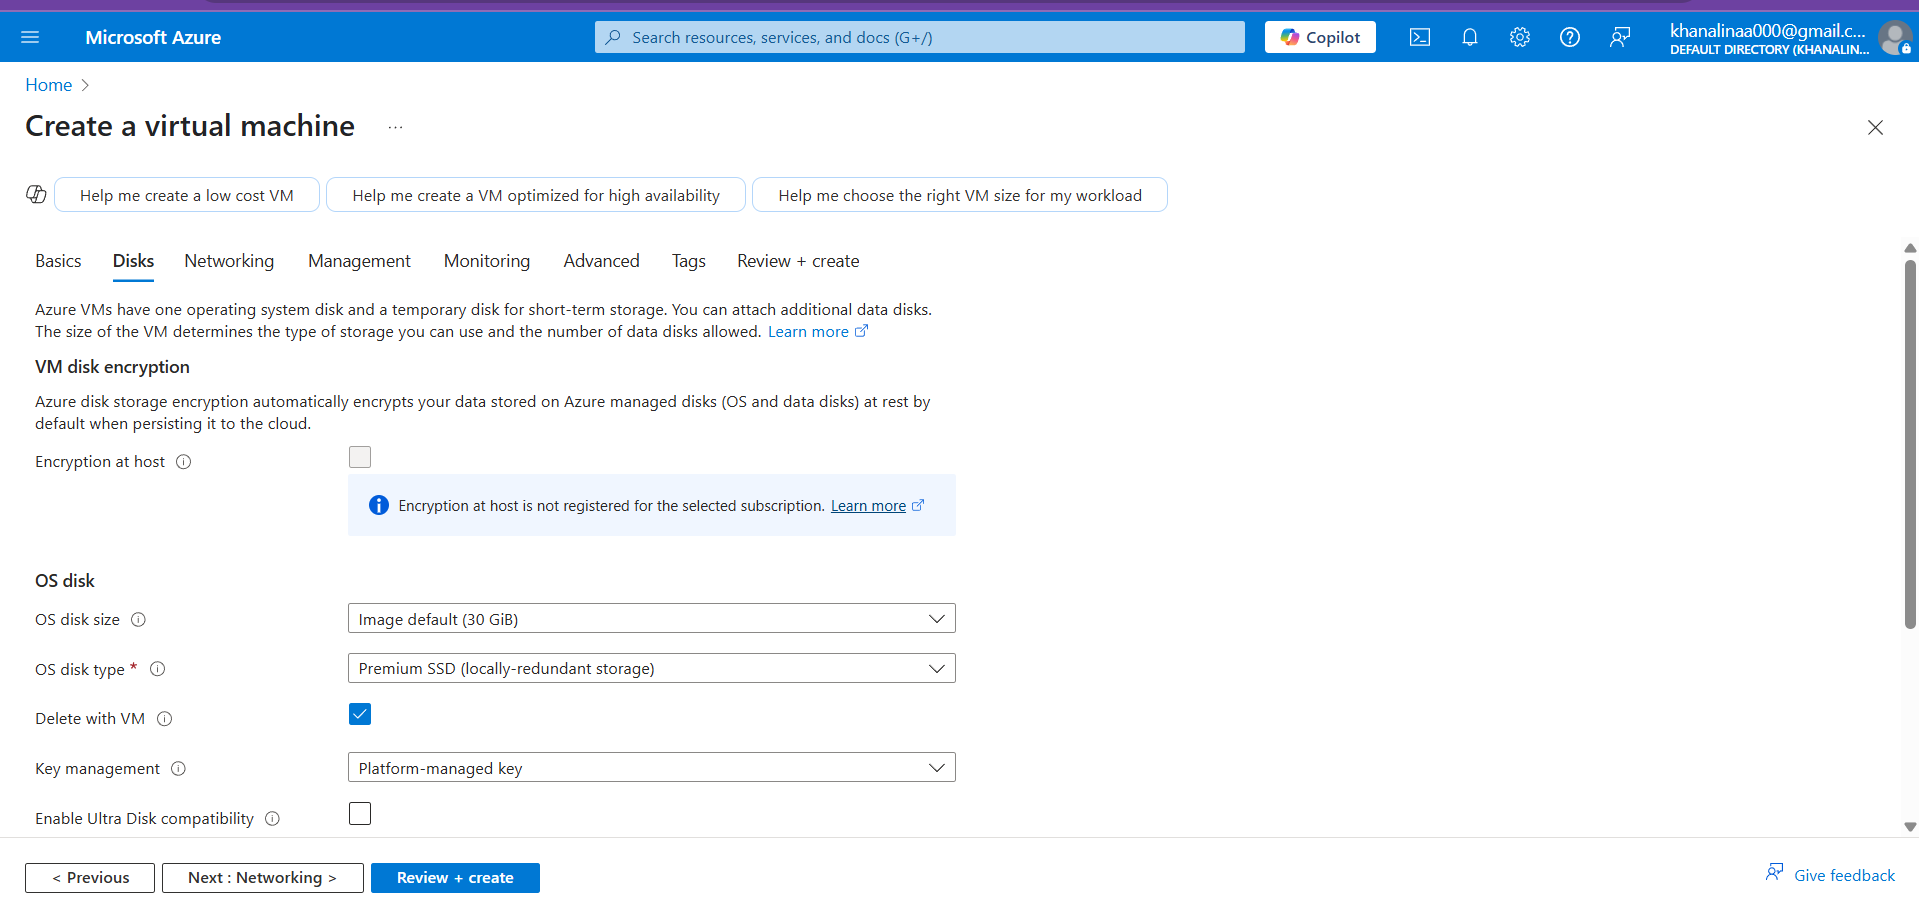 Microsoft Azure
Search resources, services, and docs (G+/)
Copilot
khanalinaa000@gmail.c...
DEFAULT DIRECTORY (KHANALIN...
Home
Create a virtual machine
...
Help me create a low cost VM
Help me create a VM optimized for high availability
Help me choose the right VM size for my workload
Basics
Disks
Networking
Management
Monitoring
Advanced
Tags
Review + create
Azure VMs have one operating system disk and a temporary disk for short-term storage. You can attach additional data disks.
The size of the VM determines the type of storage you can use and the number of data disks allowed. Learn more
VM disk encryption
Azure disk storage encryption automatically encrypts your data stored on Azure managed disks (OS and data disks) at rest by
default when persisting it to the cloud.
Encryption at host
Encryption at host is not registered for the selected subscription. Learn more
OS disk
OS disk size
Image default (30 GiB)
OS disk type *
Premium SSD (locally-redundant storage)
Delete with VM
Key management
Platform-managed key
Enable Ultra Disk compatibility
< Previous
Next : Networking >
Review + create
Give feedback